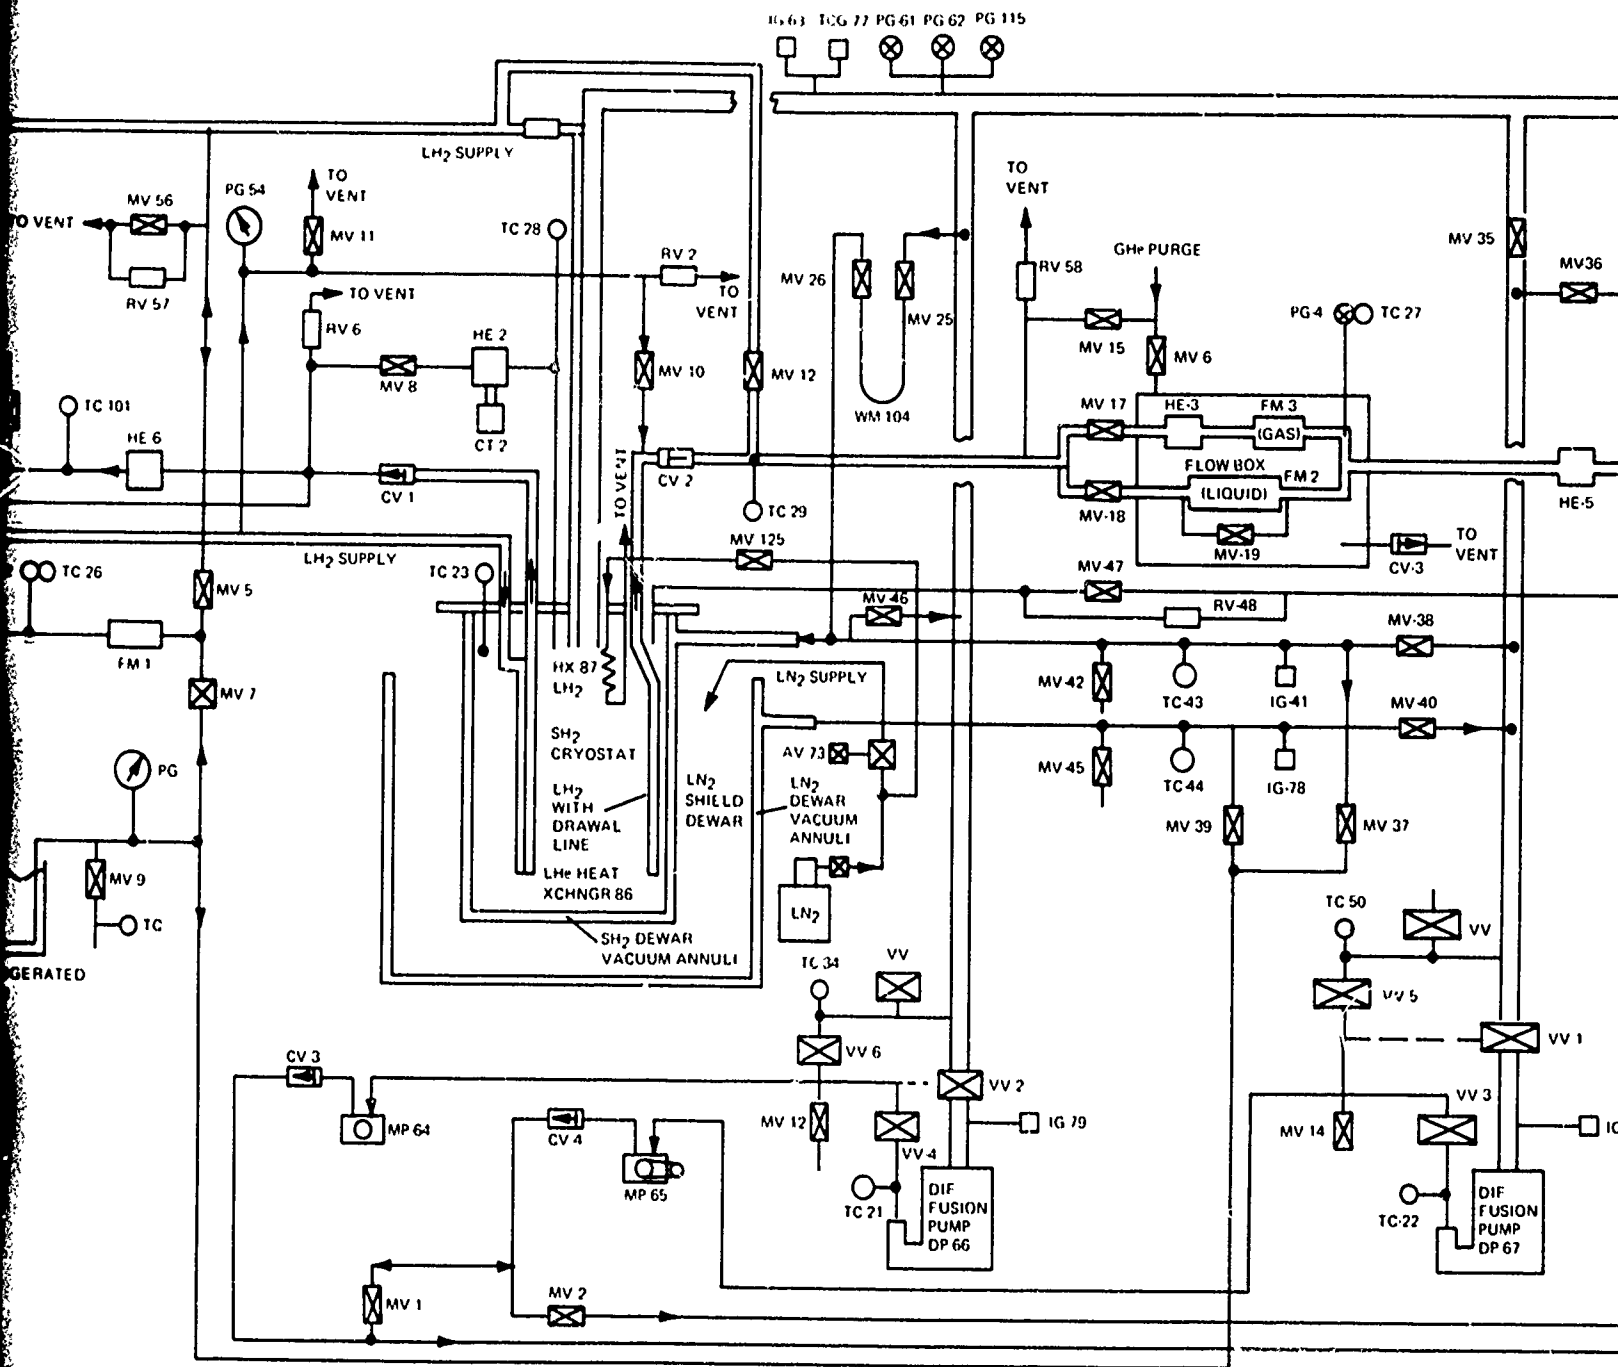 IG 63 TCG 77 PG 61 PG 62 PG 115
LH2 SUPPLY
TO
VENT
PG 54
MV 56
TO VENT
MV 11
RV 57
TC 28
RV 2
TO
VENT
TO VENT
RV 6
HE 2
MV 8
CT 2
MV 10
MV 12
MV 26
MV 25
WM 104
TO
VENT
RV 58
GHe PURGE
MV 15
MV 6
PG-4
TC 27
MV 35
MV36
TC 101
HE 6
CV 1
TO VENT
CV 2
TC 29
MV 17
HE-3
FM 3
(GAS)
FLOW BOX
FM 2
(LIQUID)
MV-18
MV-19
HE-5
TO
VENT
CV-3
LH2 SUPPLY
TC 26
MV 5
TC 23
MV 125
MV-47
MV-46
RV-48
MV-38
FM 1
MV 7
HX 87
LH2
LN2 SUPPLY
MV-42
TC-43
IG-41
MV-40
SH2
CRYOSTAT
AV 73
MV-45
TC-44
IG-78
PG
LH2
WITH
DRAWAL
LINE
LN2
SHIELD
DEWAR
LN2
DEWAR
VACUUM
ANNULI
MV 39
MV 37
MV 9
TC
LHe HEAT
XCHNGR 86
LN2
SH2 DEWAR
VACUUM ANNULI
GERATED
TC 34
VV
TC 50
VV
VV 5
VV 6
VV 1
CV 3
VV 2
MP 64
CV 4
MV 12
VV-4
IG 79
VV 3
MV 14
IG
MP 65
TC 21
DIF
FUSION
PUMP
DP 66
TC-22
DIF
FUSION
PUMP
DP 67
MV 1
MV 2